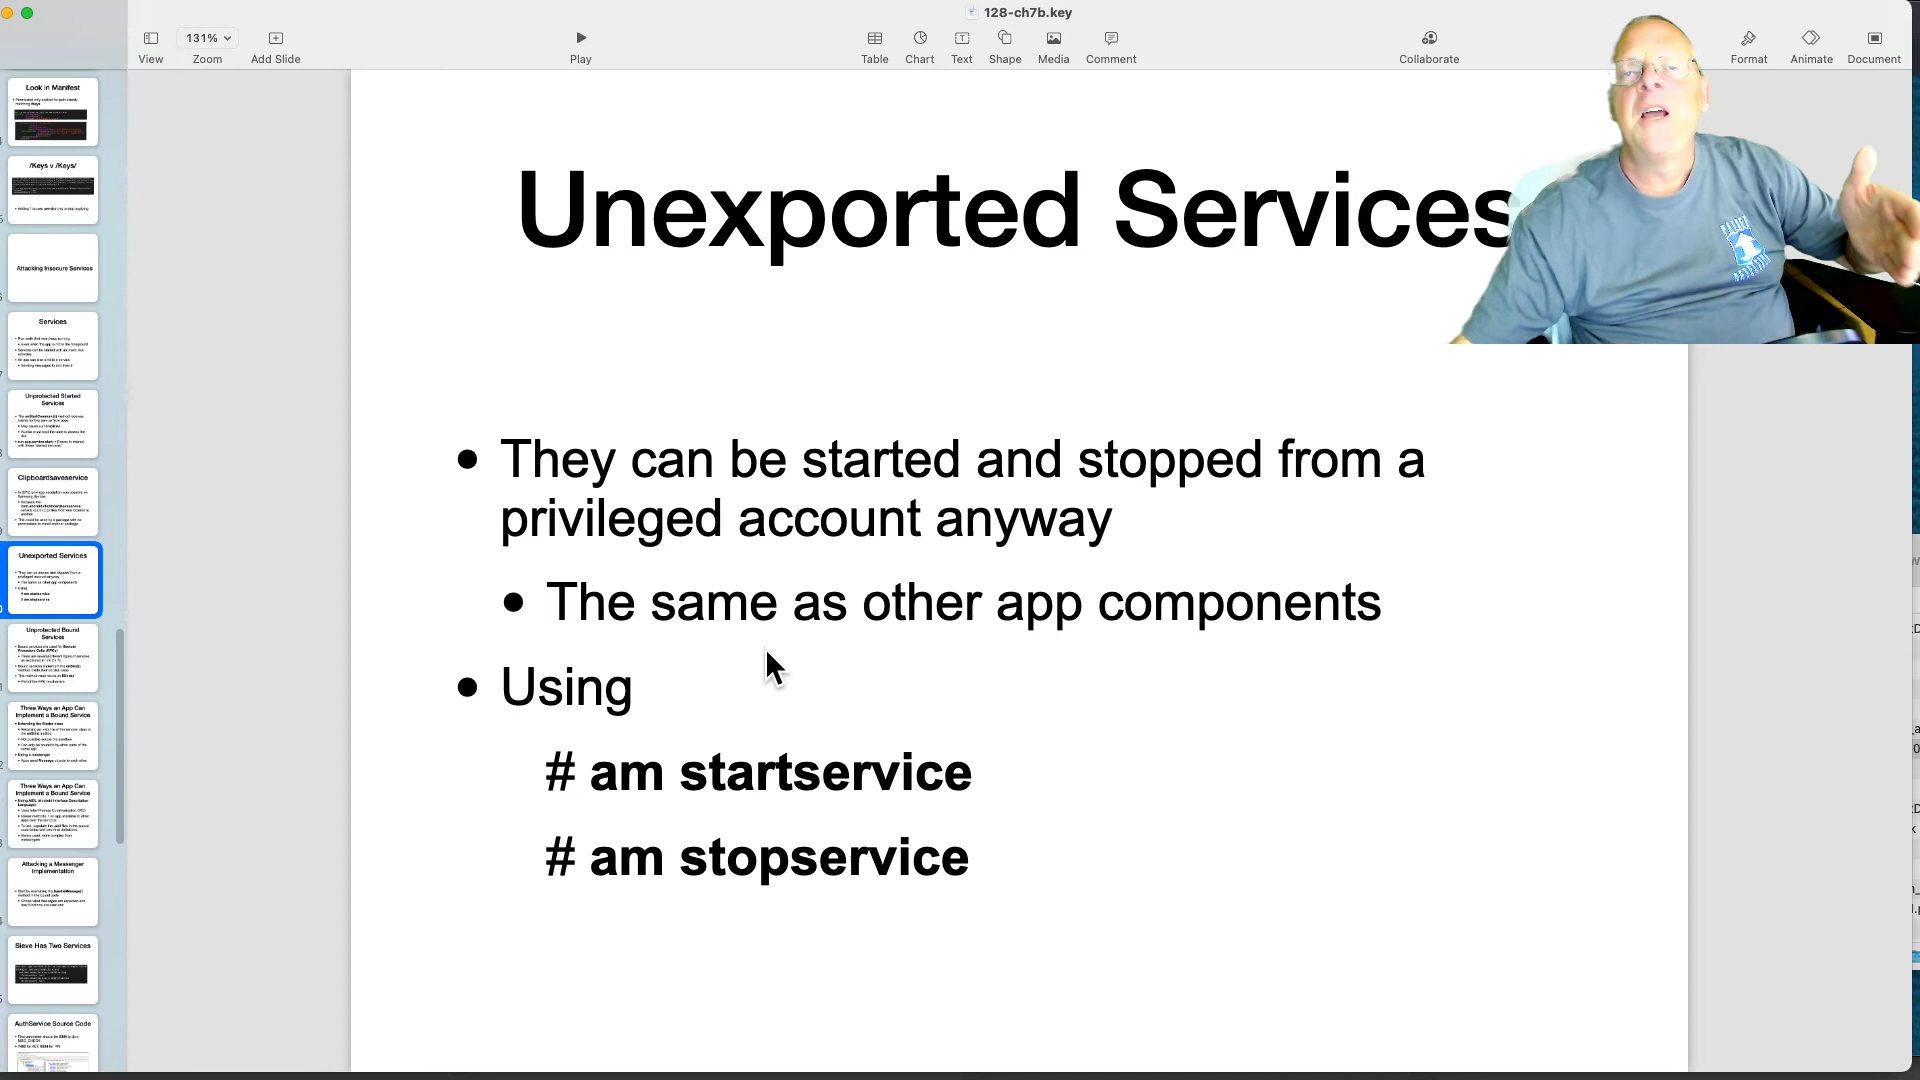 128-ch7b.key
131%
View
Zoom
Add Slide
Play
Table
Chart
Text
Shape
Media
Comment
Collaborate
Format
Animate
Document
Look in Manifest
/Keys v /Keys/
Attacking Insecure Services
Services
Unprotected Started
Services
Clipboardsaveservice
Unexported Services
Unprotected Bound
Services
Three Ways an App Can
Implement a Bound Service
Three Ways an App Can
Implement a Bound Service
Attacking a Messenger
Implementation
Sieve Has Two Services
AuthService Source Code
Unexported Services
• They can be started and stopped from a
privileged account anyway
• The same as other app components
• Using
# am startservice
# am stopservice